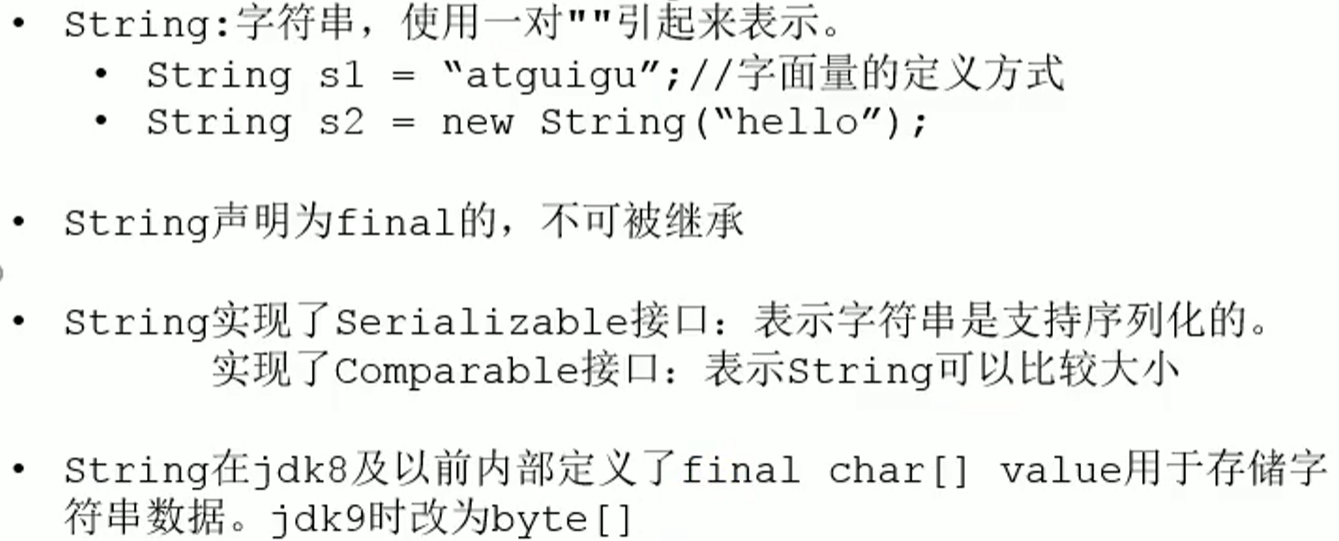 • String:字符串，使用一对""引起来表示。
• String s1 = “atguigu”;//字面量的定义方式
• String s2 = new String(“hello”);
• String声明为final的，不可被继承
• String实现了Serializable接口：表示字符串是支持序列化的。
实现了Comparable接口：表示String可以比较大小
• String在jdk8及以前内部定义了final char[] value用于存储字
符串数据。jdk9时改为byte[]